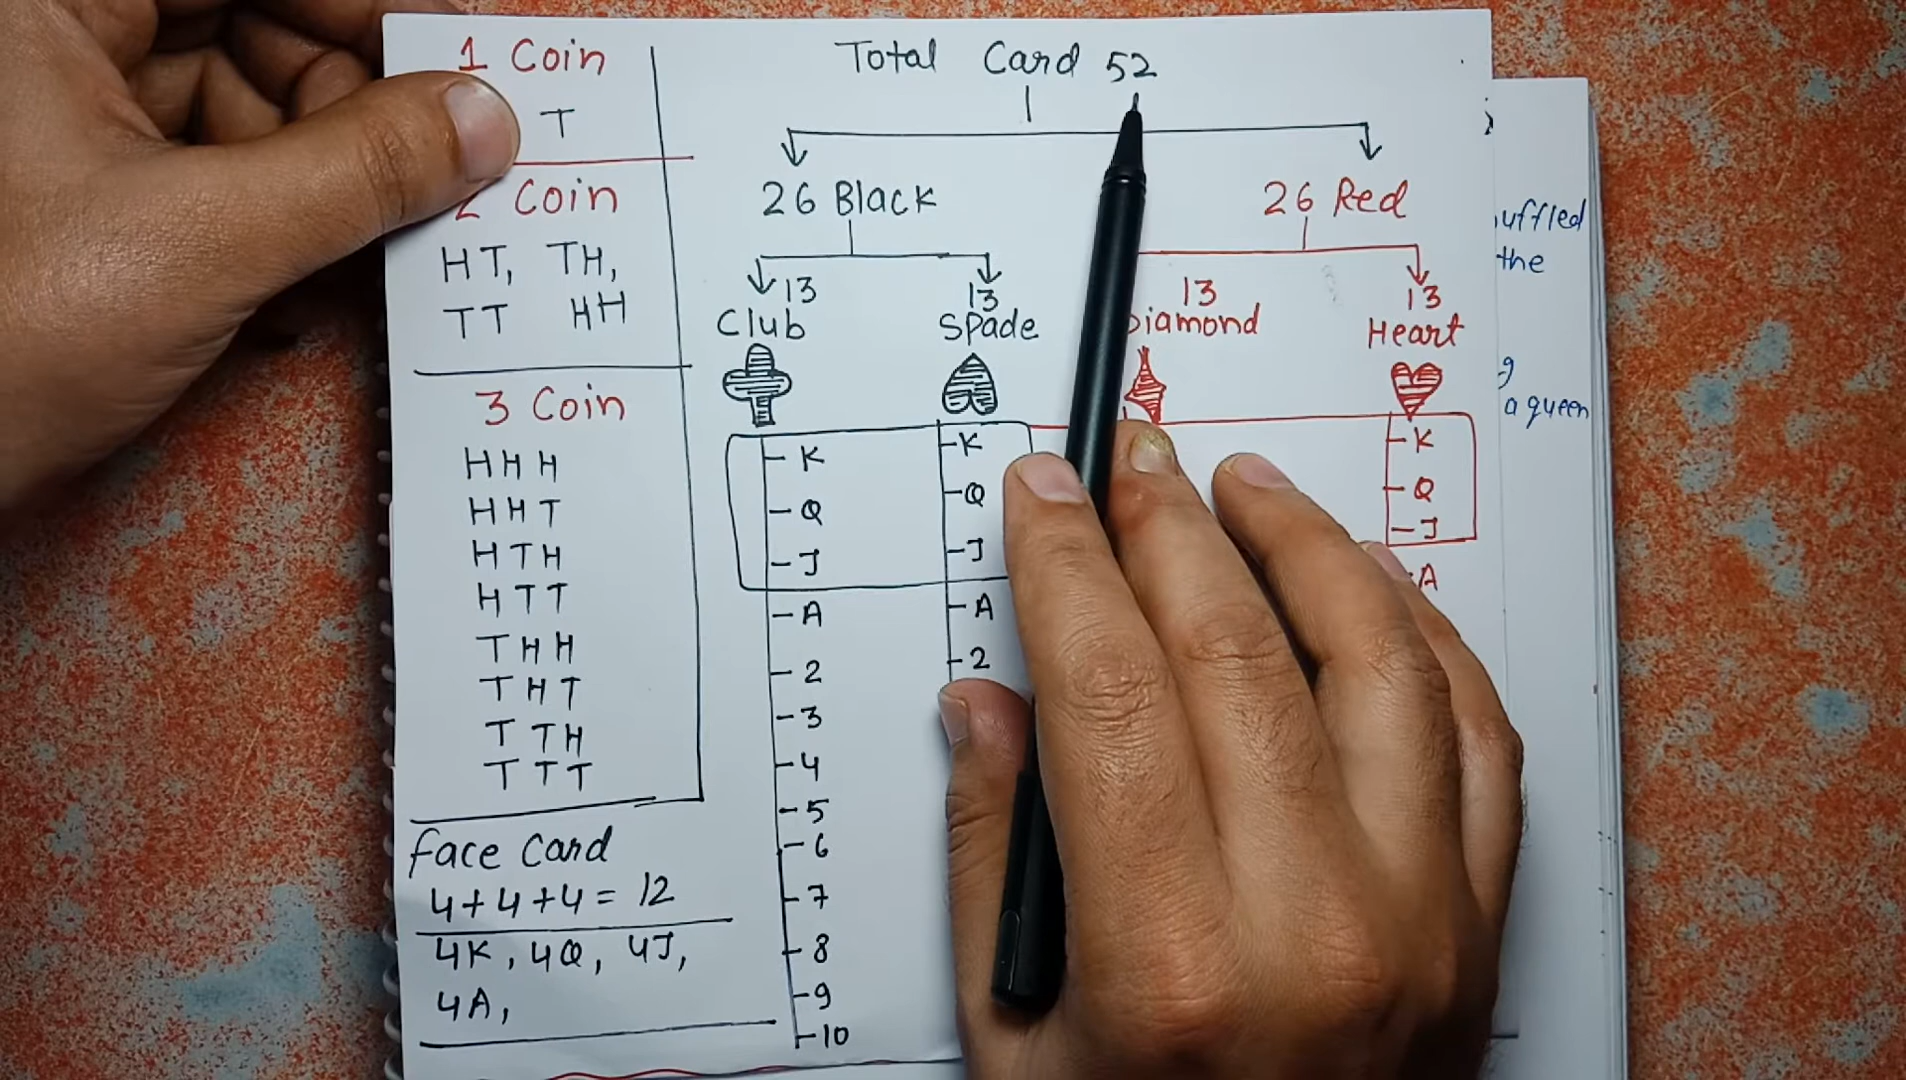 1 Coin
T
Coin
HT, TH,
TT HH
3 Coin
HHH
HHT
HTH
HTT
THH
THT
TTH
TTT
face Card
4+4+4= 12
4K, 4Q, 4J,
4A,
Total Card 52
26 Black
26 Red
13
Club
13
Spade
13
Diamond
13
Heart
K
Q
J
A
2
3
4
5
6
7
8
9
10
K
Q
J
A
2
K
Q
J
A
uffled
the
g
a queen